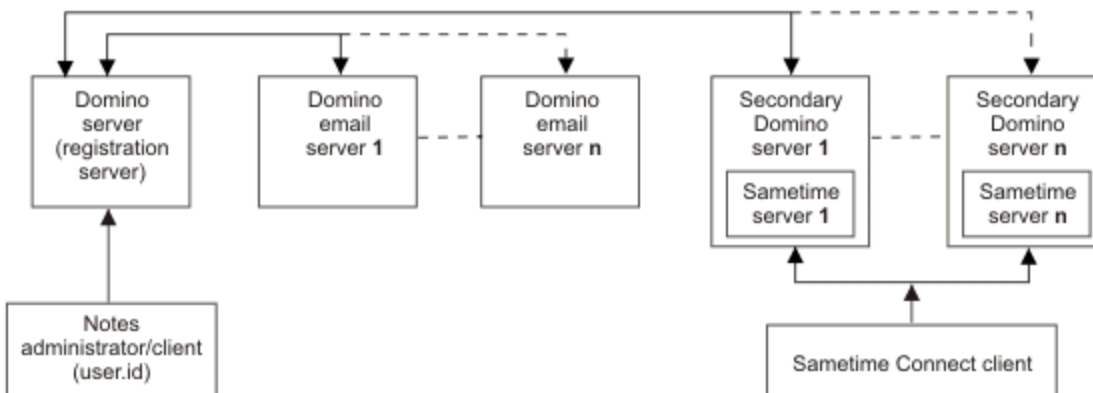 Domino
server
(registration
server)
Domino
email
server 1
Domino
email
server n
Secondary
Domino
server 1
Sametime
server 1
Secondary
Domino
server n
Sametime
server n
Notes
administrator/client
(user.id)
Sametime Connect client